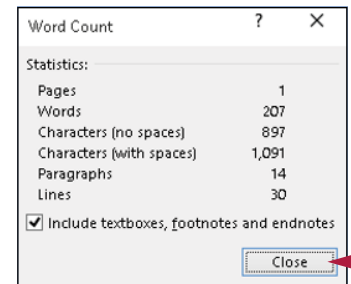 Word Count ? ✕
Statistics:
Pages 1
Words 207
Characters (no spaces) 897
Characters (with spaces) 1,091
Paragraphs 14
Lines 30
Include textboxes, footnotes and endnotes
Close